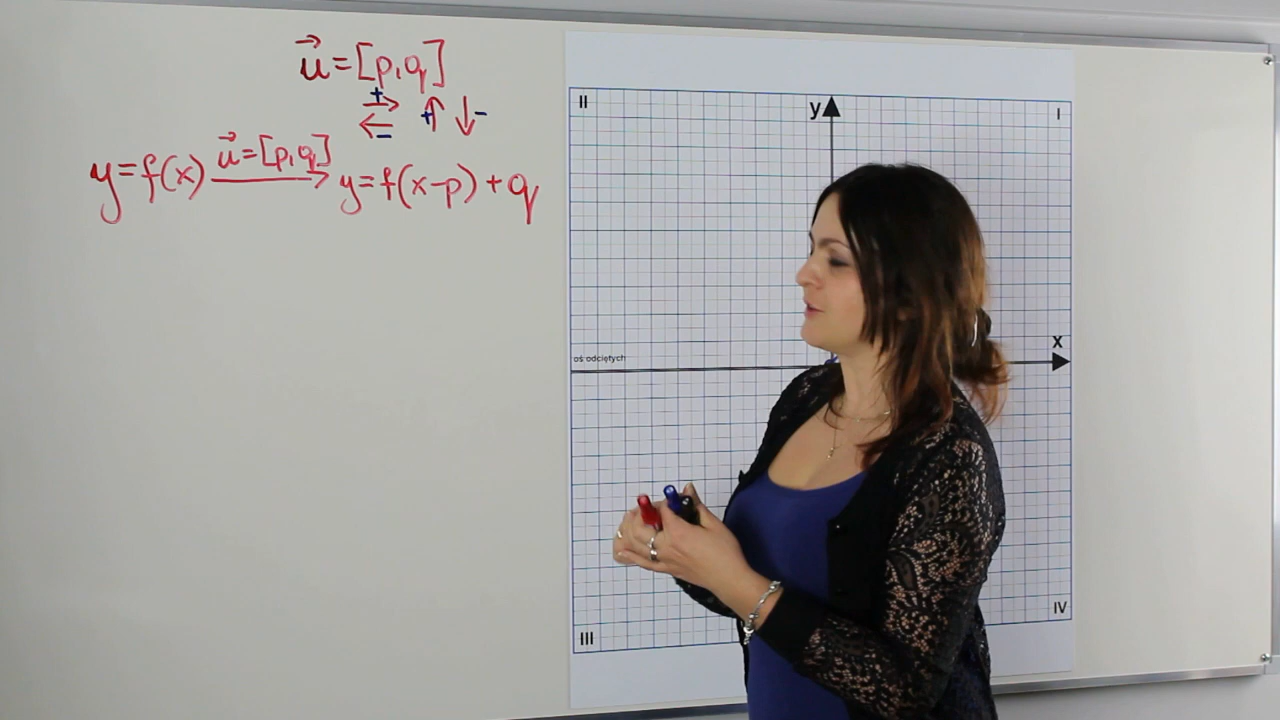 u⃗=[p,q]
+ → ↑+ ↓-
← -
y=f(x) u⃗=[p,q] → y=f(x-p)+q
II y I
oś odciętych x
III IV